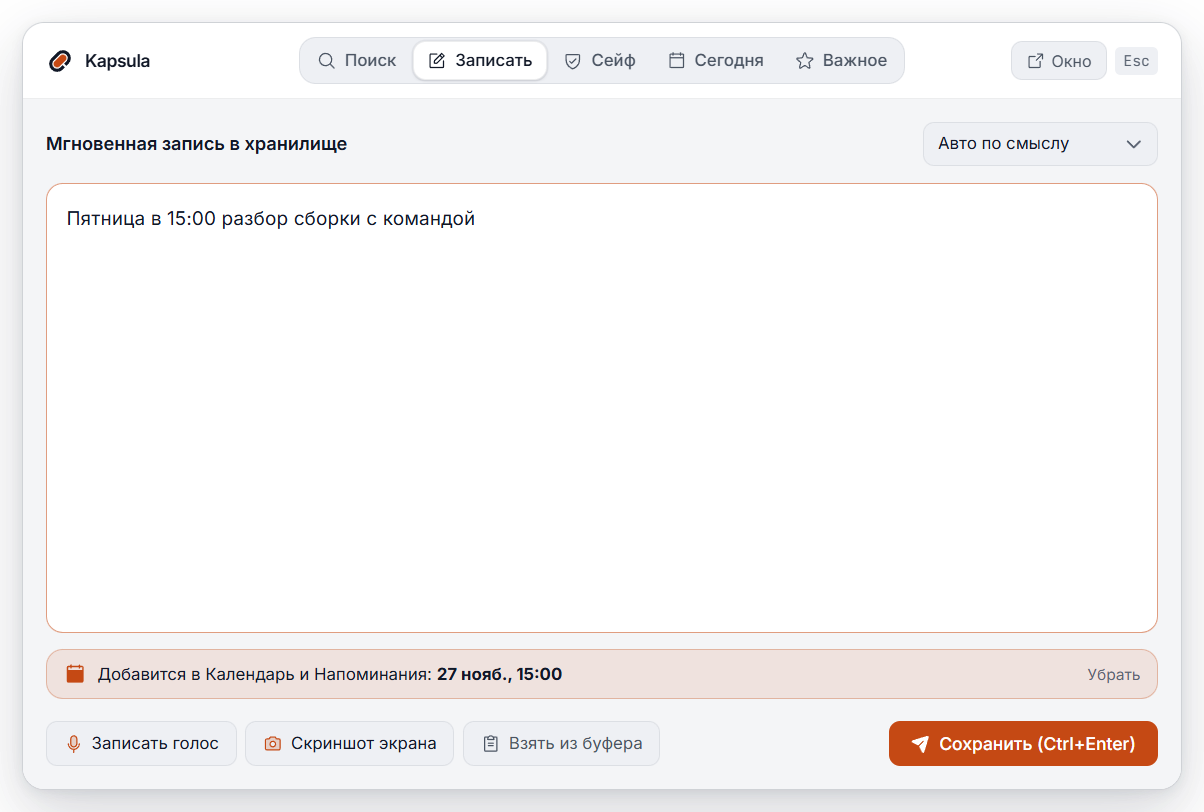 Kapsula
Поиск
Записать
Сейф
Сегодня
Важное
Окно
Esc
Мгновенная запись в хранилище
Авто по смыслу
Пятница в 15:00 разбор сборки с командой
Добавится в Календарь и Напоминания: 27 нояб., 15:00
Убрать
Записать голос
Скриншот экрана
Взять из буфера
Сохранить (Ctrl+Enter)